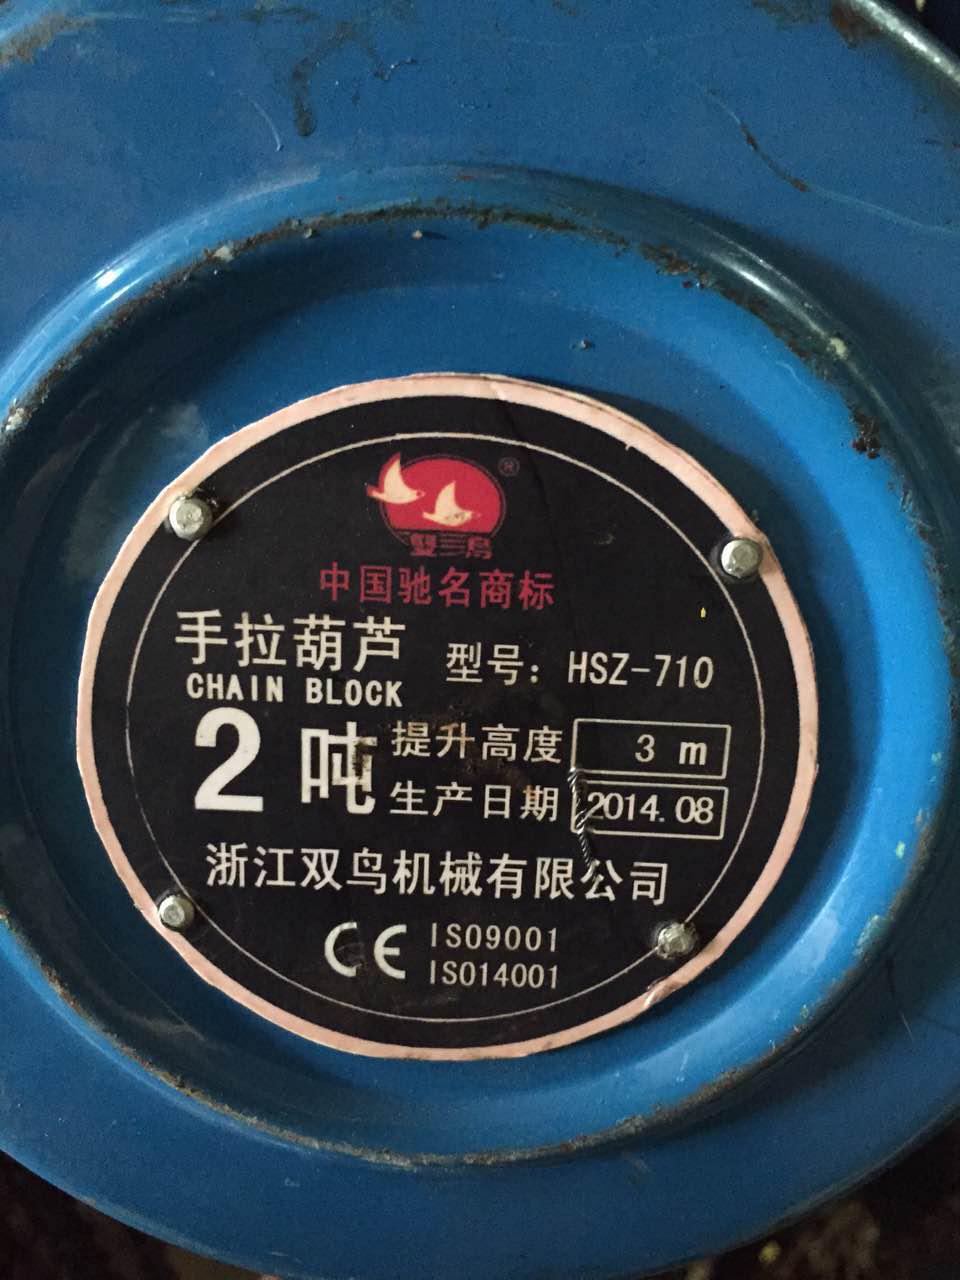 ®
雙鳥
中国驰名商标
手拉葫芦
CHAIN BLOCK
型号: HSZ-710
2吨
提升高度 3 m
生产日期 2014.08
浙江双鸟机械有限公司
CE
ISO9001
ISO14001